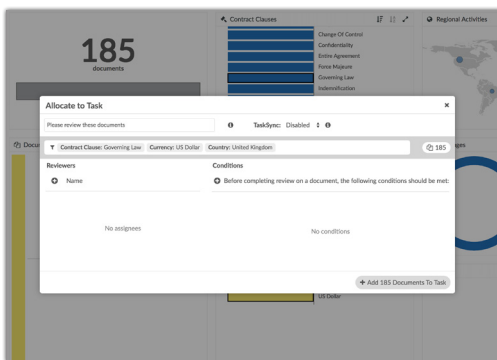 185
documents
Contract Clauses
Change Of Control
Confidentiality
Entire Agreement
Force Majeure
Governing Law
Indemnification
Regional Activities
Allocate to Task
Please review these documents
TaskSync: Disabled
Contract Clause: Governing Law Currency: US Dollar Country: United Kingdom
185
Reviewers
Name
No assignees
Conditions
Before completing review on a document, the following conditions should be met:
No conditions
+ Add 185 Documents To Task
Docu
ges
US Dollar